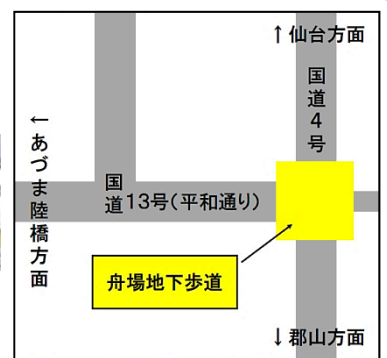 ↑仙台方面
国道4号
←あづま陸橋方面
国道13号(平和通り)
舟場地下歩道
↓郡山方面